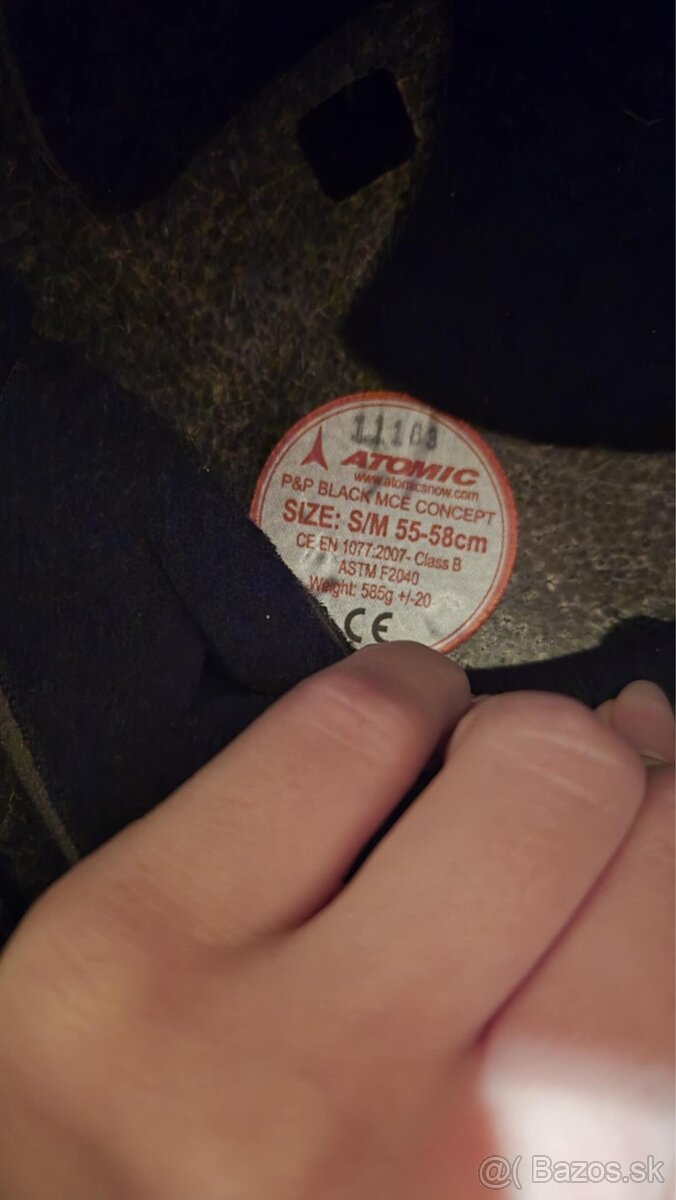 11103
ATOMIC
www.atomicsnow.com
P&P BLACK MCE CONCEPT
SIZE: S/M 55-58cm
CE EN 1077:2007- Class B
ASTM F2040
Weight: 585g +/-20
CE
@( Bazos.sk